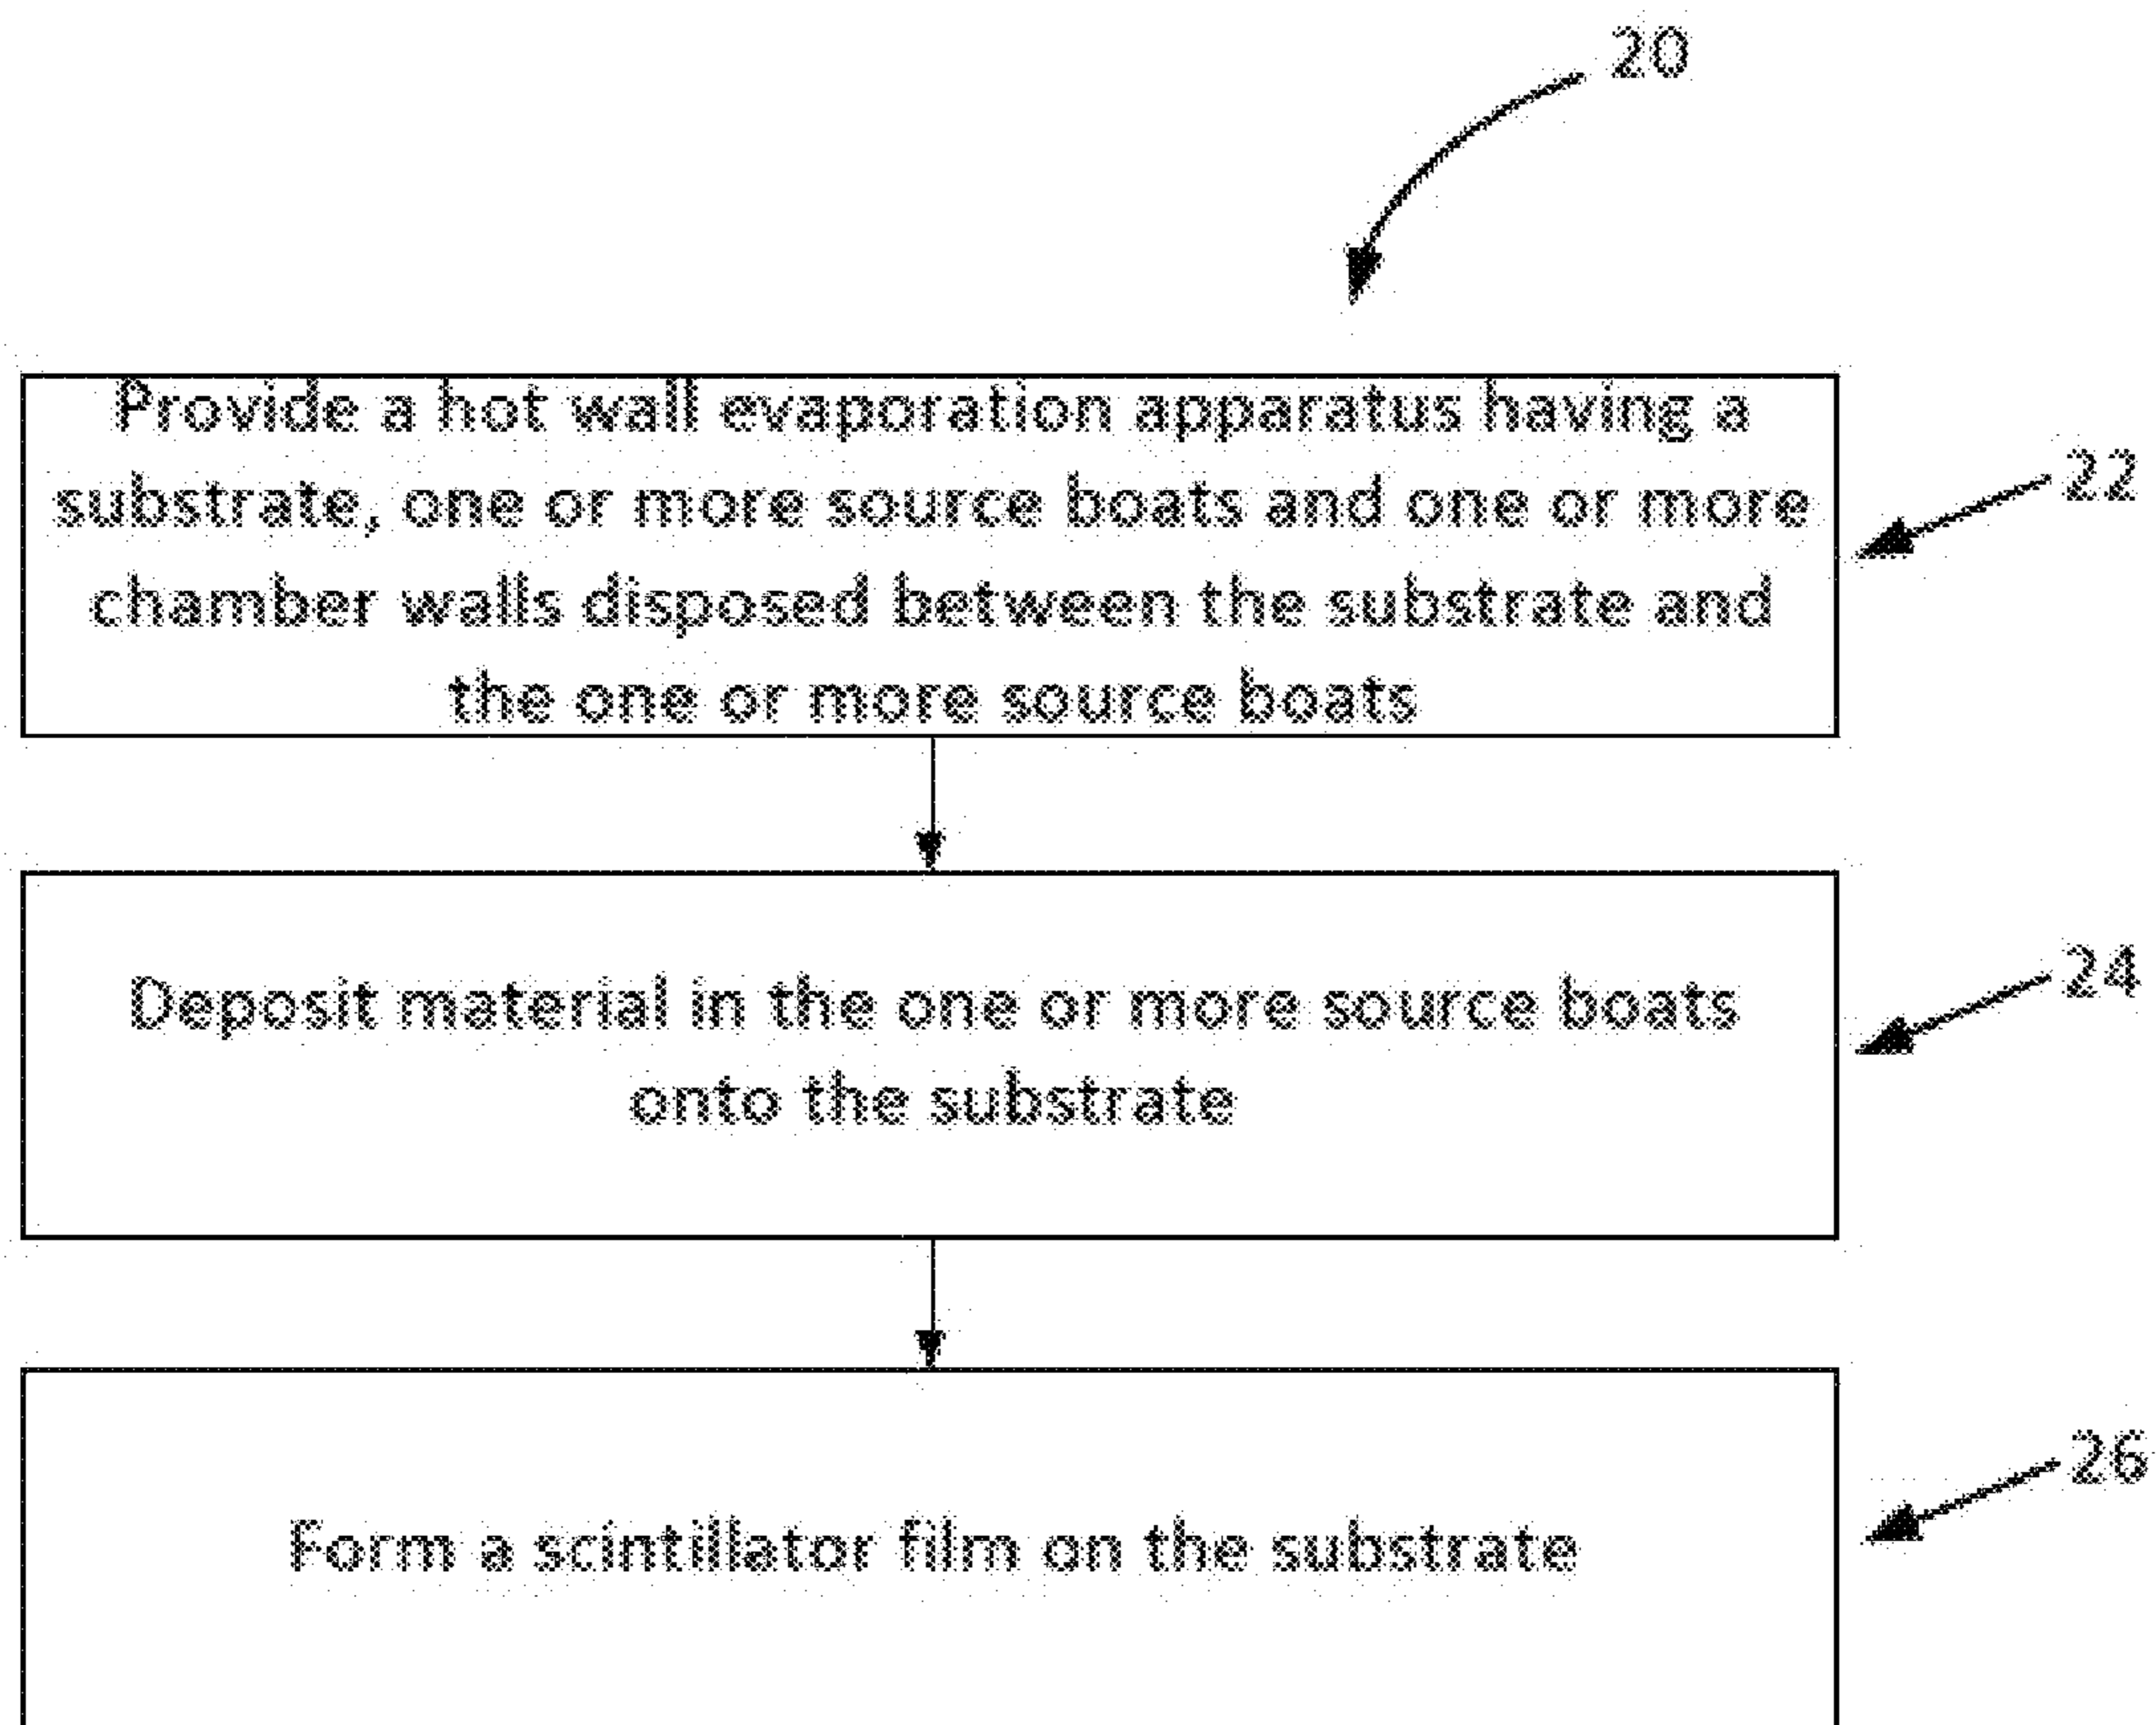 20
Provide a hot wall evaporation apparatus having a
substrate, one or more source boats and one or more
chamber walls disposed between the substrate and
the one or more source boats
22
Deposit material in the one or more source boats
onto the substrate
24
Form a scintillator film on the substrate
26